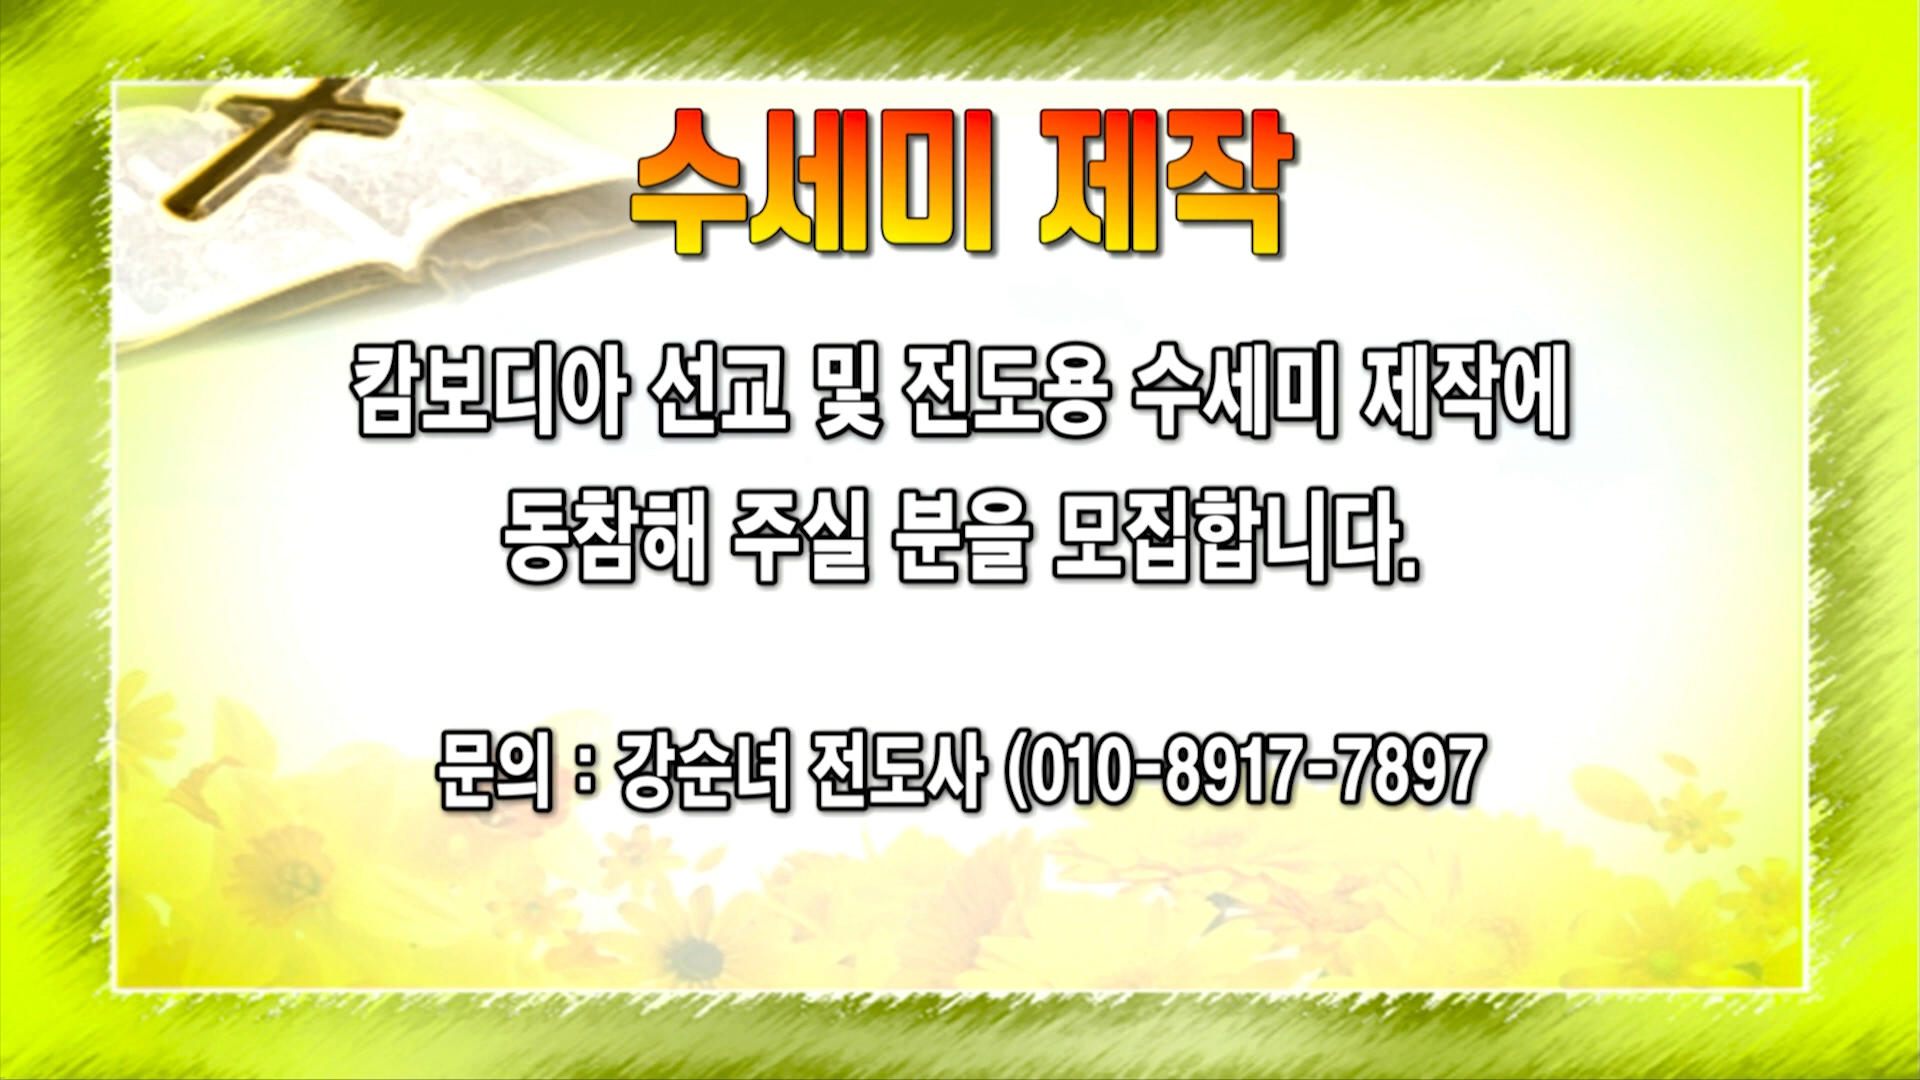 수세미 제작
캄보디아 선교 및 전도용 수세미 제작에
동참해 주실 분을 모집합니다.
문의 : 강순녀 전도사 (010-8917-7897